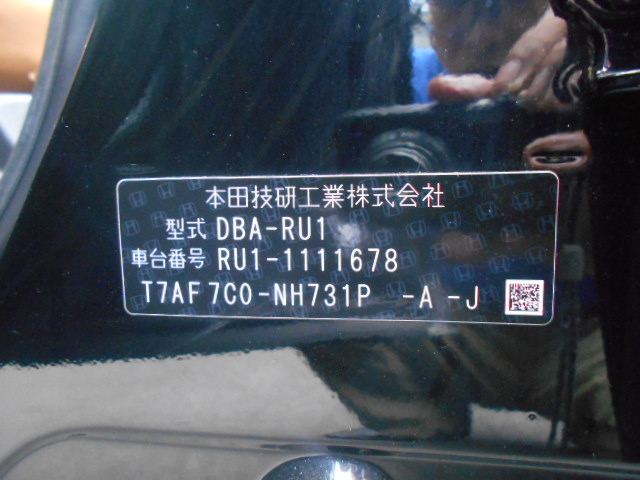 本田技研工業株式会社
型式 DBA-RU1
車台番号 RU1-1111678
T7AF7C0-NH731P -A-J